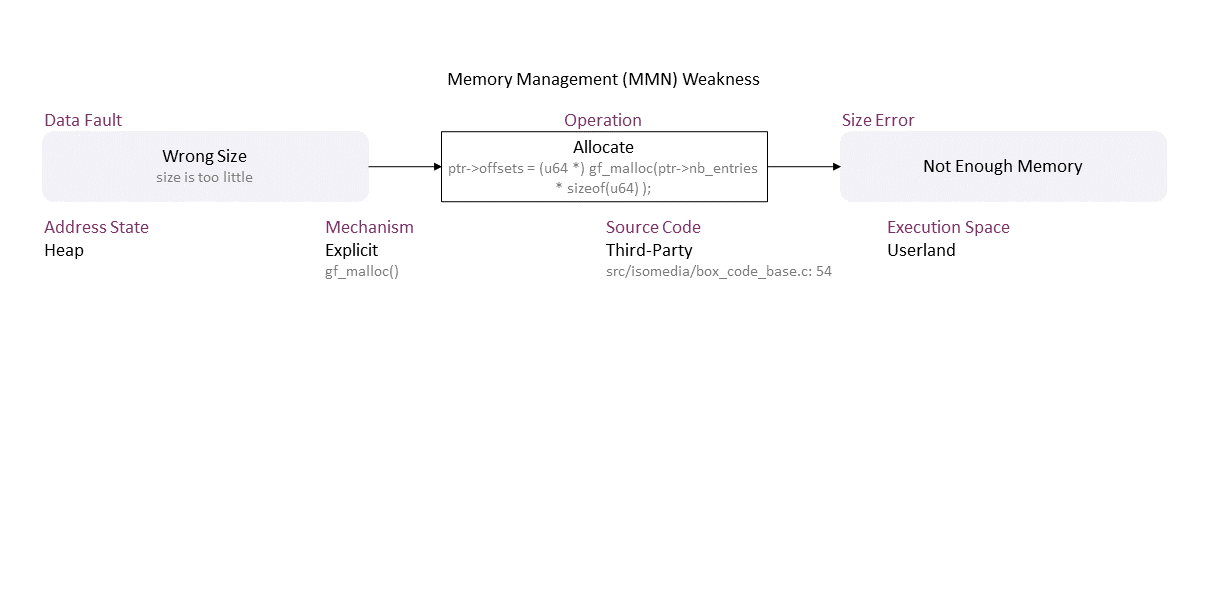 Memory Management (MMN) Weakness
Data Fault
Operation
Size Error
Wrong Size
size is too little
Allocate
ptr->offsets = (u64 *) gf_malloc(ptr->nb_entries
* sizeof(u64) );
Not Enough Memory
Address State
Heap
Mechanism
Explicit
gf_malloc()
Source Code
Third-Party
src/isomedia/box_code_base.c: 54
Execution Space
Userland